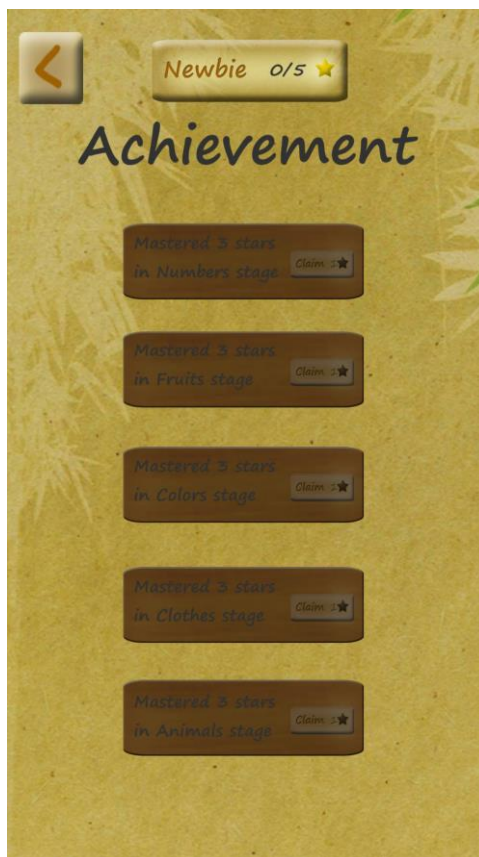 Newbie 0/5
Achievement
Mastered 3 stars
in Numbers stage
Claim 1
Mastered 3 stars
in Fruits stage
Claim 1
Mastered 3 stars
in Colors stage
Claim 1
Mastered 3 stars
in Clothes stage
Claim 1
Mastered 3 stars
in Animals stage
Claim 1